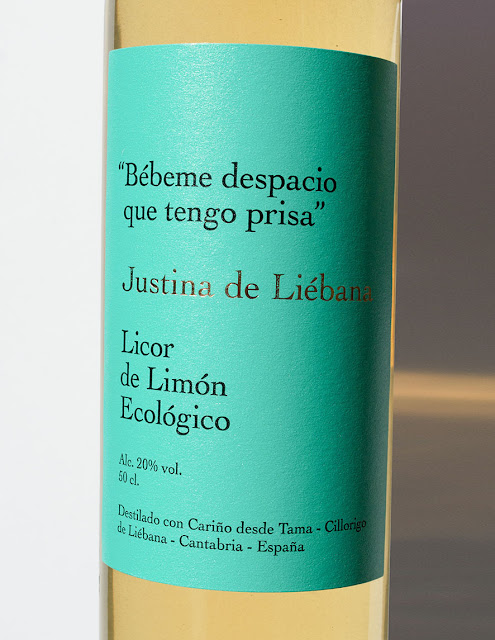 “Bébeme despacio
que tengo prisa”
Justina de Liébana
Licor
de Limón
Ecológico
Alc. 20% vol.
50 cl.
Destilado con Cariño desde Tama - Cillorigo
de Liébana - Cantabria - España